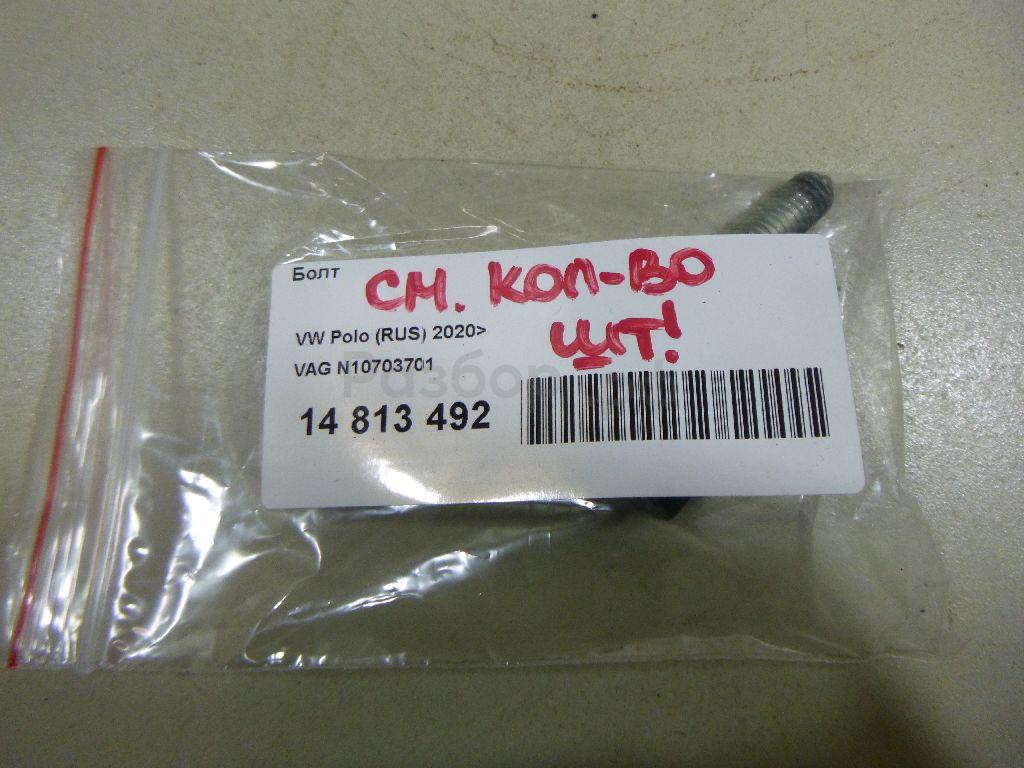 Болт
см. кол-во
шт!
VW Polo (RUS) 2020>
VAG N10703701
14 813 492